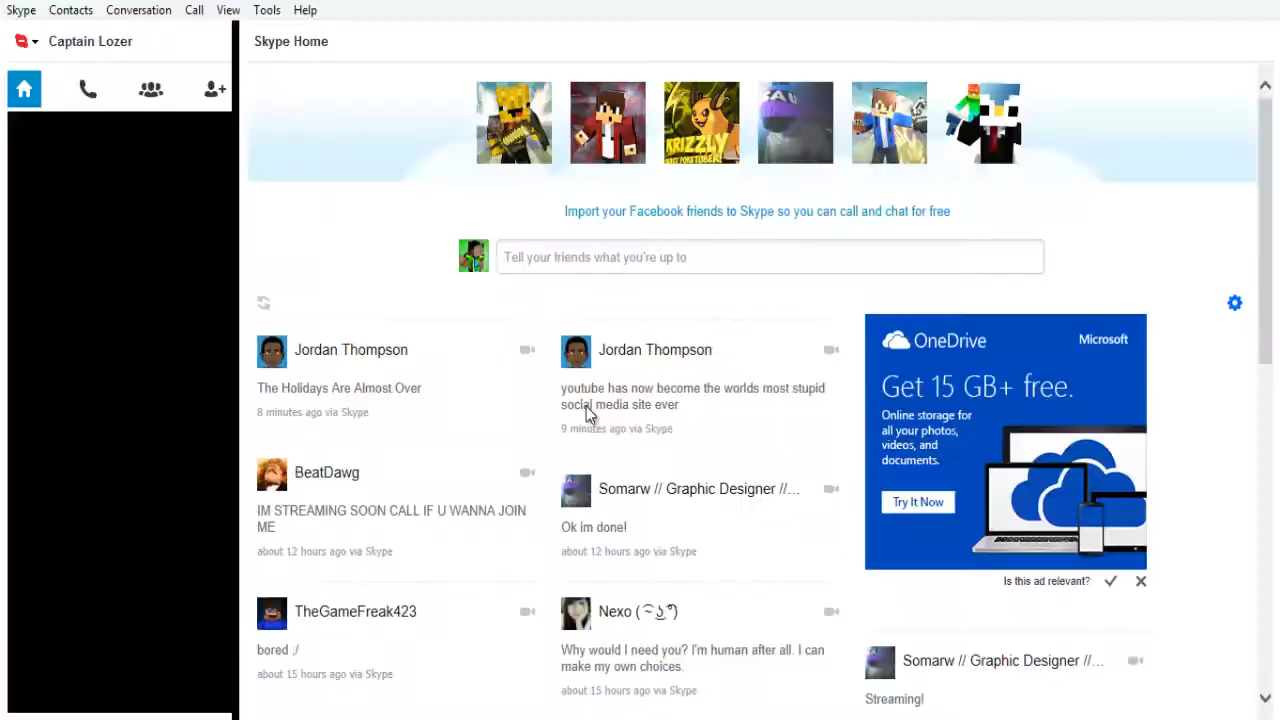 Skype Contacts Conversation Call View Tools Help
Captain Lozer
Skype Home
SAU
KRIZZLY
Import your Facebook friends to Skype so you can call and chat for free
Tell your friends what you're up to
Jordan Thompson
The Holidays Are Almost Over
8 minutes ago via Skype
BeatDawg
IM STREAMING SOON CALL IF U WANNA JOIN
ME
about 12 hours ago via Skype
TheGameFreak423
bored :/
about 15 hours ago via Skype
Jordan Thompson
youtube has now become the worlds most stupid
social media site ever
9 minutes ago via Skype
Somarw // Graphic Designer //...
Ok im done!
about 12 hours ago via Skype
Nexo ( ͡° ͜ʖ ͡°)
Why would I need you? I'm human after all. I can
make my own choices.
about 15 hours ago via Skype
OneDrive
Microsoft
Get 15 GB+ free.
Online storage for
all your photos,
videos, and
documents.
Try It Now
Is this ad relevant?
Somarw // Graphic Designer //...
Streaming!